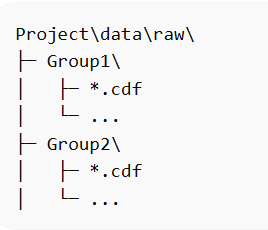 Project\data\raw\
├─ Group1\
│   ├─ *.cdf
│   └─ ...
├─ Group2\
│   ├─ *.cdf
│   └─ ...